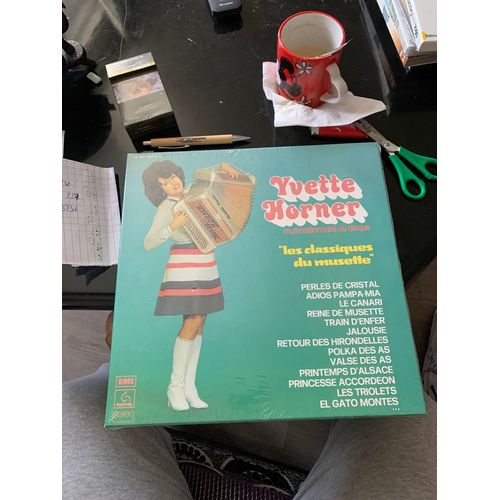 Yvette
Horner
multimillionnaire du disque
"les classiques
du musette"
PERLES DE CRISTAL
ADIOS PAMPA-MIA
LE CANARI
REINE DE MUSETTE
TRAIN D'ENFER
JALOUSIE
RETOUR DES HIRONDELLES
POLKA DES AS
VALSE DES AS
PRINTEMPS D'ALSACE
PRINCESSE ACCORDEON
LES TRIOLETS
EL GATO MONTES
...
EMI